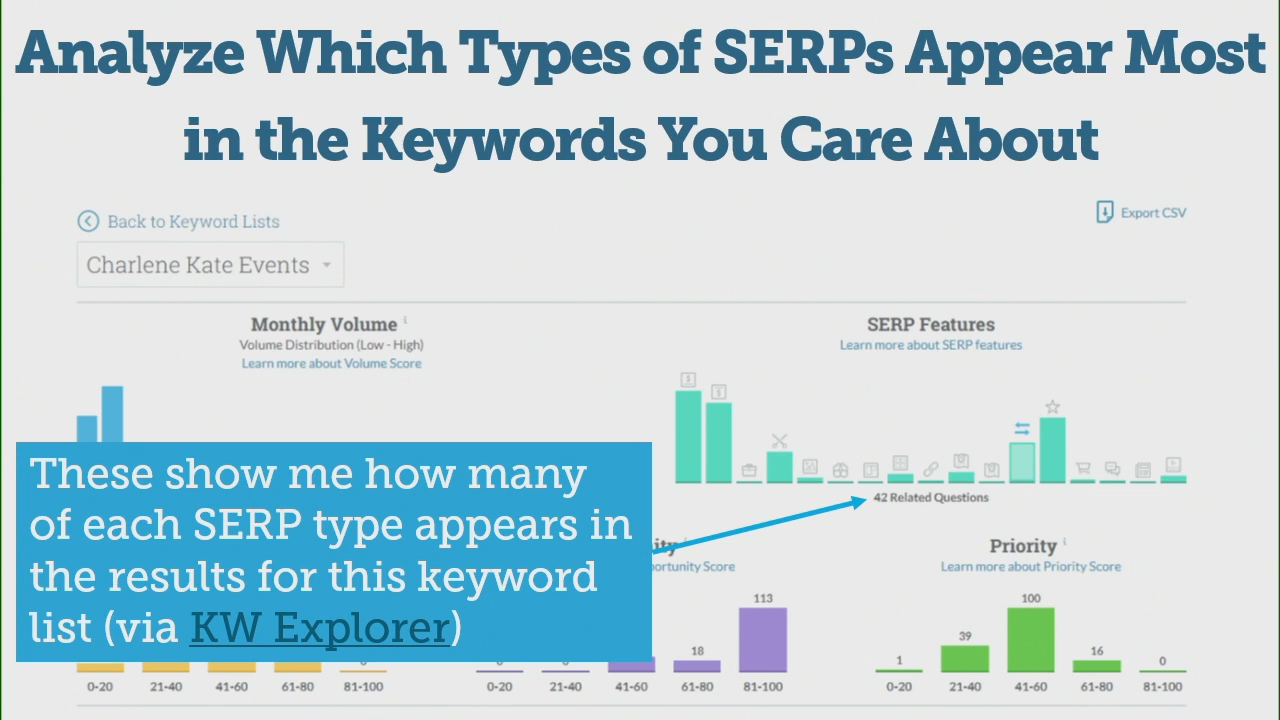 Analyze Which Types of SERPs Appear Most
in the Keywords You Care About
Back to Keyword Lists
Export CSV
Charlene Kate Events
Monthly Volume
Volume Distribution (Low - High)
Learn more about Volume Score
SERP Features
Learn more about SERP features
42 Related Questions
These show me how many
of each SERP type appears in
the results for this keyword
list (via KW Explorer)
Priority
Learn more about Priority Score
113
18
0-20 21-40 41-60 61-80 81-100
0-20 21-40 41-60 61-80 81-100
1 39 100 16 0
0-20 21-40 41-60 61-80 81-100